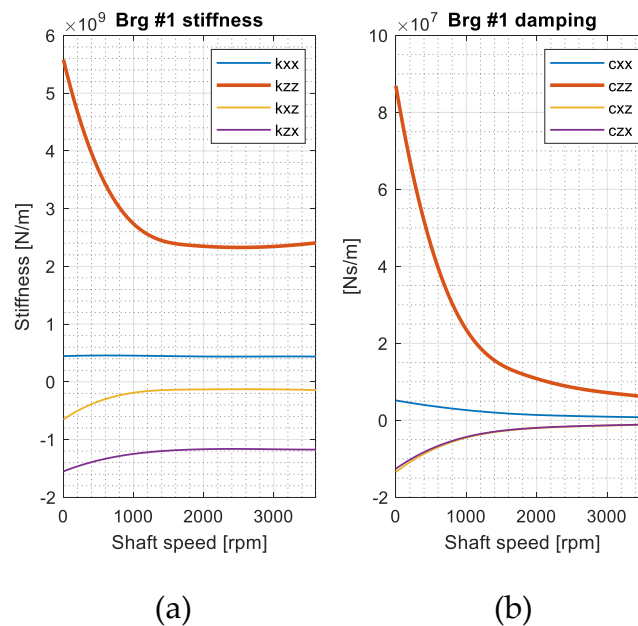 Brg #1 stiffness
×10^9
6
5
4
3
2
1
0
-1
-2
Stiffness [N/m]
0 1000 2000 3000
Shaft speed [rpm]
kxx
kzz
kxz
kzx
(a)
Brg #1 damping
×10^7
10
8
6
4
2
0
-2
[Ns/m]
0 1000 2000 3000
Shaft speed [rpm]
cxx
czz
cxz
czx
(b)